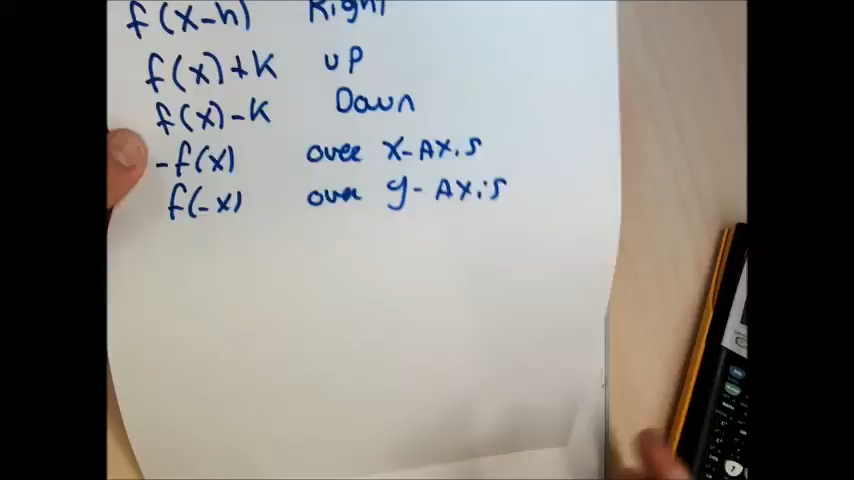 f(x-h) Right
f(x)+k up
f(x)-k Down
-f(x) over x-Axis
f(-x) over y-Axis